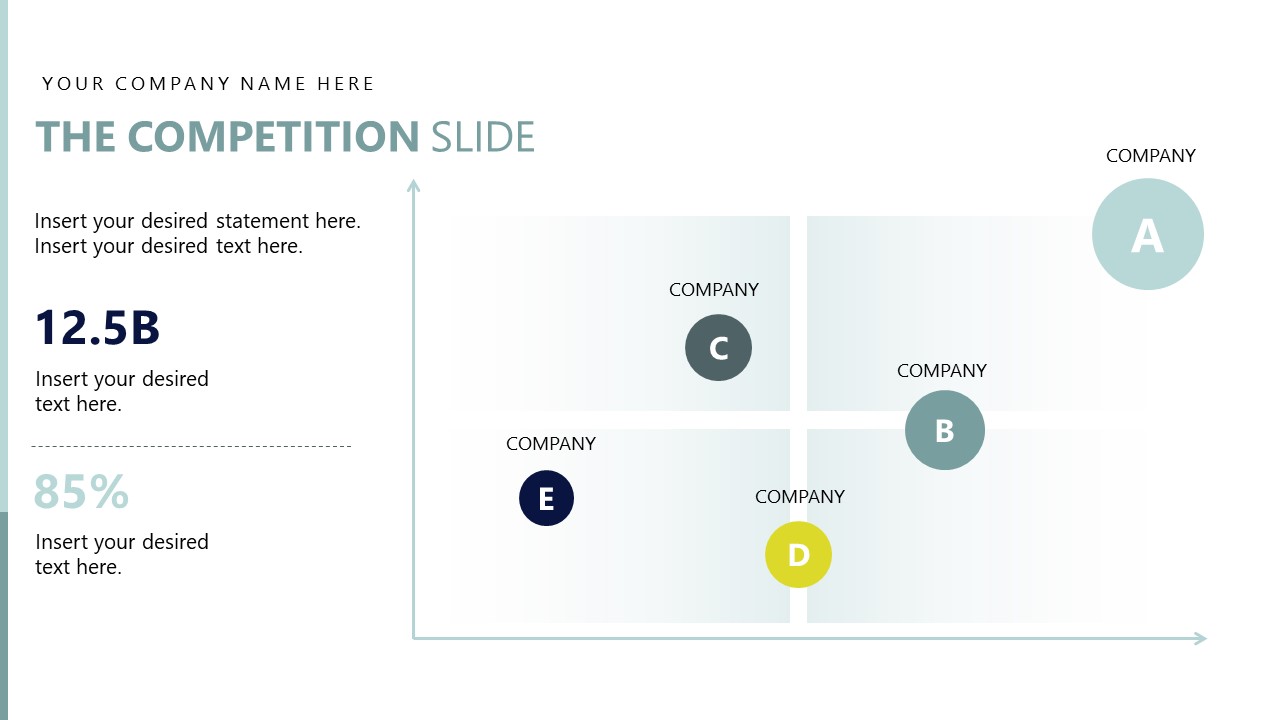 YOUR COMPANY NAME HERE
THE COMPETITION SLIDE
Insert your desired statement here.
Insert your desired text here.
12.5B
Insert your desired
text here.
85%
Insert your desired
text here.
COMPANY
A
COMPANY
C
COMPANY
B
COMPANY
E
COMPANY
D